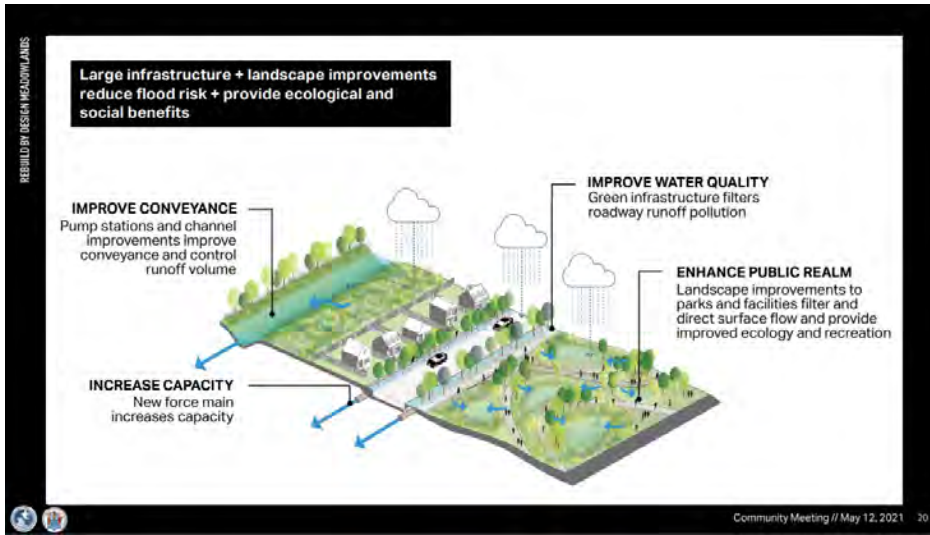 REBUILD BY DESIGN MEADOWLANDS
Large infrastructure + landscape improvements
reduce flood risk + provide ecological and
social benefits
IMPROVE CONVEYANCE
Pump stations and channel
improvements improve
conveyance and control
runoff volume
INCREASE CAPACITY
New force main
increases capacity
IMPROVE WATER QUALITY
Green infrastructure filters
roadway runoff pollution
ENHANCE PUBLIC REALM
Landscape improvements to
parks and facilities filter and
direct surface flow and provide
improved ecology and recreation
Community Meeting // May 12, 2021 20